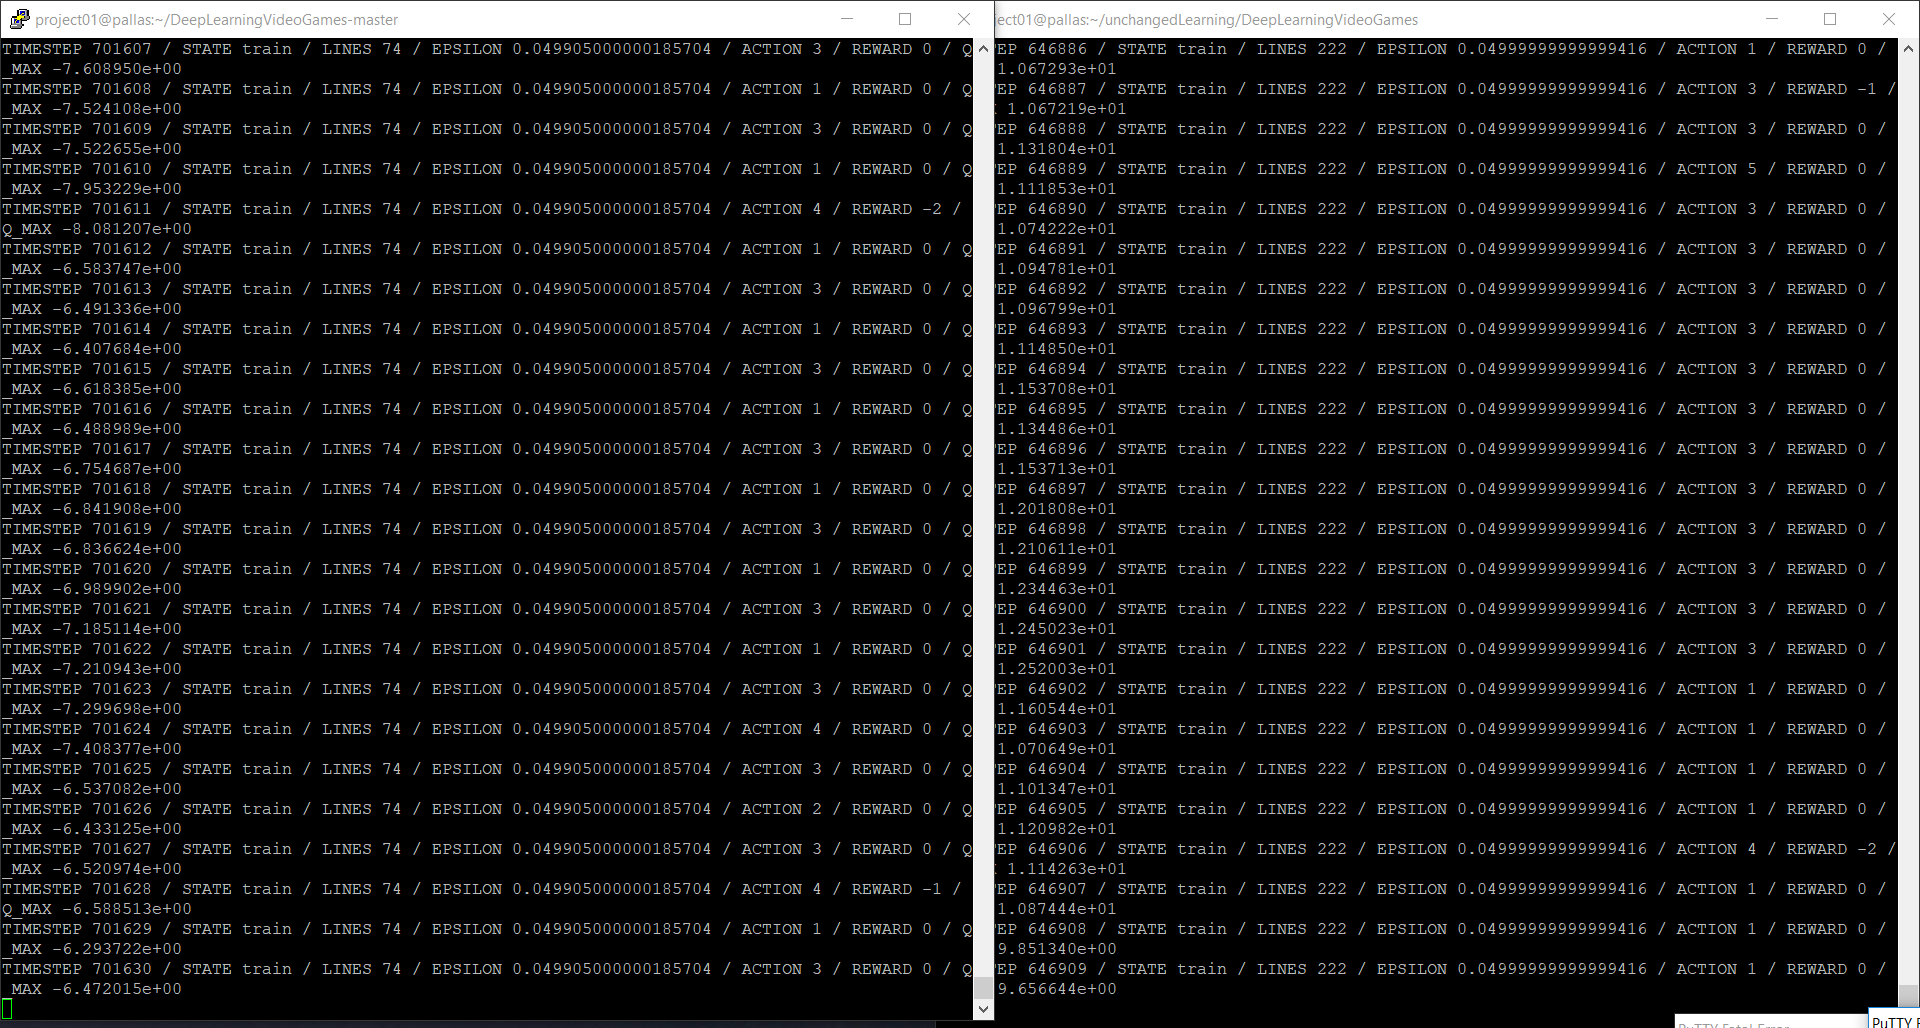 project01@pallas:~/DeepLearningVideoGames-master
TIMESTEP 701607 / STATE train / LINES 74 / EPSILON 0.049905000000185704 / ACTION 3 / REWARD 0 / Q
_MAX -7.608950e+00
TIMESTEP 701608 / STATE train / LINES 74 / EPSILON 0.049905000000185704 / ACTION 1 / REWARD 0 / Q
_MAX -7.524108e+00
TIMESTEP 701609 / STATE train / LINES 74 / EPSILON 0.049905000000185704 / ACTION 3 / REWARD 0 / Q
_MAX -7.522655e+00
TIMESTEP 701610 / STATE train / LINES 74 / EPSILON 0.049905000000185704 / ACTION 1 / REWARD 0 / Q
_MAX -7.953229e+00
TIMESTEP 701611 / STATE train / LINES 74 / EPSILON 0.049905000000185704 / ACTION 4 / REWARD -2 /
Q_MAX -8.081207e+00
TIMESTEP 701612 / STATE train / LINES 74 / EPSILON 0.049905000000185704 / ACTION 1 / REWARD 0 / Q
_MAX -6.583747e+00
TIMESTEP 701613 / STATE train / LINES 74 / EPSILON 0.049905000000185704 / ACTION 3 / REWARD 0 / Q
_MAX -6.491336e+00
TIMESTEP 701614 / STATE train / LINES 74 / EPSILON 0.049905000000185704 / ACTION 1 / REWARD 0 / Q
_MAX -6.407684e+00
TIMESTEP 701615 / STATE train / LINES 74 / EPSILON 0.049905000000185704 / ACTION 3 / REWARD 0 / Q
_MAX -6.618385e+00
TIMESTEP 701616 / STATE train / LINES 74 / EPSILON 0.049905000000185704 / ACTION 1 / REWARD 0 / Q
_MAX -6.488989e+00
TIMESTEP 701617 / STATE train / LINES 74 / EPSILON 0.049905000000185704 / ACTION 3 / REWARD 0 / Q
_MAX -6.754687e+00
TIMESTEP 701618 / STATE train / LINES 74 / EPSILON 0.049905000000185704 / ACTION 1 / REWARD 0 / Q
_MAX -6.841908e+00
TIMESTEP 701619 / STATE train / LINES 74 / EPSILON 0.049905000000185704 / ACTION 3 / REWARD 0 / Q
_MAX -6.836624e+00
TIMESTEP 701620 / STATE train / LINES 74 / EPSILON 0.049905000000185704 / ACTION 1 / REWARD 0 / Q
_MAX -6.989902e+00
TIMESTEP 701621 / STATE train / LINES 74 / EPSILON 0.049905000000185704 / ACTION 3 / REWARD 0 / Q
_MAX -7.185114e+00
TIMESTEP 701622 / STATE train / LINES 74 / EPSILON 0.049905000000185704 / ACTION 1 / REWARD 0 / Q
_MAX -7.210943e+00
TIMESTEP 701623 / STATE train / LINES 74 / EPSILON 0.049905000000185704 / ACTION 3 / REWARD 0 / Q
_MAX -7.299698e+00
TIMESTEP 701624 / STATE train / LINES 74 / EPSILON 0.049905000000185704 / ACTION 4 / REWARD 0 / Q
_MAX -7.408377e+00
TIMESTEP 701625 / STATE train / LINES 74 / EPSILON 0.049905000000185704 / ACTION 3 / REWARD 0 / Q
_MAX -6.537082e+00
TIMESTEP 701626 / STATE train / LINES 74 / EPSILON 0.049905000000185704 / ACTION 2 / REWARD 0 / Q
_MAX -6.433125e+00
TIMESTEP 701627 / STATE train / LINES 74 / EPSILON 0.049905000000185704 / ACTION 3 / REWARD 0 / Q
_MAX -6.520974e+00
TIMESTEP 701628 / STATE train / LINES 74 / EPSILON 0.049905000000185704 / ACTION 4 / REWARD -1 /
Q_MAX -6.588513e+00
TIMESTEP 701629 / STATE train / LINES 74 / EPSILON 0.049905000000185704 / ACTION 1 / REWARD 0 / Q
_MAX -6.293722e+00
TIMESTEP 701630 / STATE train / LINES 74 / EPSILON 0.049905000000185704 / ACTION 3 / REWARD 0 / Q
_MAX -6.472015e+00
ject01@pallas:~/unchangedLearning/DeepLearningVideoGames
EP 646886 / STATE train / LINES 222 / EPSILON 0.04999999999999416 / ACTION 1 / REWARD 0 /
1.067293e+01
EP 646887 / STATE train / LINES 222 / EPSILON 0.04999999999999416 / ACTION 3 / REWARD -1 /
1.067219e+01
EP 646888 / STATE train / LINES 222 / EPSILON 0.04999999999999416 / ACTION 3 / REWARD 0 /
1.131804e+01
EP 646889 / STATE train / LINES 222 / EPSILON 0.04999999999999416 / ACTION 5 / REWARD 0 /
1.111853e+01
EP 646890 / STATE train / LINES 222 / EPSILON 0.04999999999999416 / ACTION 3 / REWARD 0 /
1.074222e+01
EP 646891 / STATE train / LINES 222 / EPSILON 0.04999999999999416 / ACTION 3 / REWARD 0 /
1.094781e+01
EP 646892 / STATE train / LINES 222 / EPSILON 0.04999999999999416 / ACTION 3 / REWARD 0 /
1.096799e+01
EP 646893 / STATE train / LINES 222 / EPSILON 0.04999999999999416 / ACTION 3 / REWARD 0 /
1.114850e+01
EP 646894 / STATE train / LINES 222 / EPSILON 0.04999999999999416 / ACTION 3 / REWARD 0 /
1.153708e+01
EP 646895 / STATE train / LINES 222 / EPSILON 0.04999999999999416 / ACTION 3 / REWARD 0 /
1.134486e+01
EP 646896 / STATE train / LINES 222 / EPSILON 0.04999999999999416 / ACTION 3 / REWARD 0 /
1.153713e+01
EP 646897 / STATE train / LINES 222 / EPSILON 0.04999999999999416 / ACTION 3 / REWARD 0 /
1.201808e+01
EP 646898 / STATE train / LINES 222 / EPSILON 0.04999999999999416 / ACTION 3 / REWARD 0 /
1.210611e+01
EP 646899 / STATE train / LINES 222 / EPSILON 0.04999999999999416 / ACTION 3 / REWARD 0 /
1.234463e+01
EP 646900 / STATE train / LINES 222 / EPSILON 0.04999999999999416 / ACTION 3 / REWARD 0 /
1.245023e+01
EP 646901 / STATE train / LINES 222 / EPSILON 0.04999999999999416 / ACTION 3 / REWARD 0 /
1.252003e+01
EP 646902 / STATE train / LINES 222 / EPSILON 0.04999999999999416 / ACTION 1 / REWARD 0 /
1.160544e+01
EP 646903 / STATE train / LINES 222 / EPSILON 0.04999999999999416 / ACTION 1 / REWARD 0 /
1.070649e+01
EP 646904 / STATE train / LINES 222 / EPSILON 0.04999999999999416 / ACTION 1 / REWARD 0 /
1.101347e+01
EP 646905 / STATE train / LINES 222 / EPSILON 0.04999999999999416 / ACTION 1 / REWARD 0 /
1.120982e+01
EP 646906 / STATE train / LINES 222 / EPSILON 0.04999999999999416 / ACTION 4 / REWARD -2 /
1.114263e+01
EP 646907 / STATE train / LINES 222 / EPSILON 0.04999999999999416 / ACTION 1 / REWARD 0 /
1.087444e+01
EP 646908 / STATE train / LINES 222 / EPSILON 0.04999999999999416 / ACTION 1 / REWARD 0 /
9.851340e+00
EP 646909 / STATE train / LINES 222 / EPSILON 0.04999999999999416 / ACTION 1 / REWARD 0 /
9.656644e+00
PuTTY Fatal Error
PuTTY F